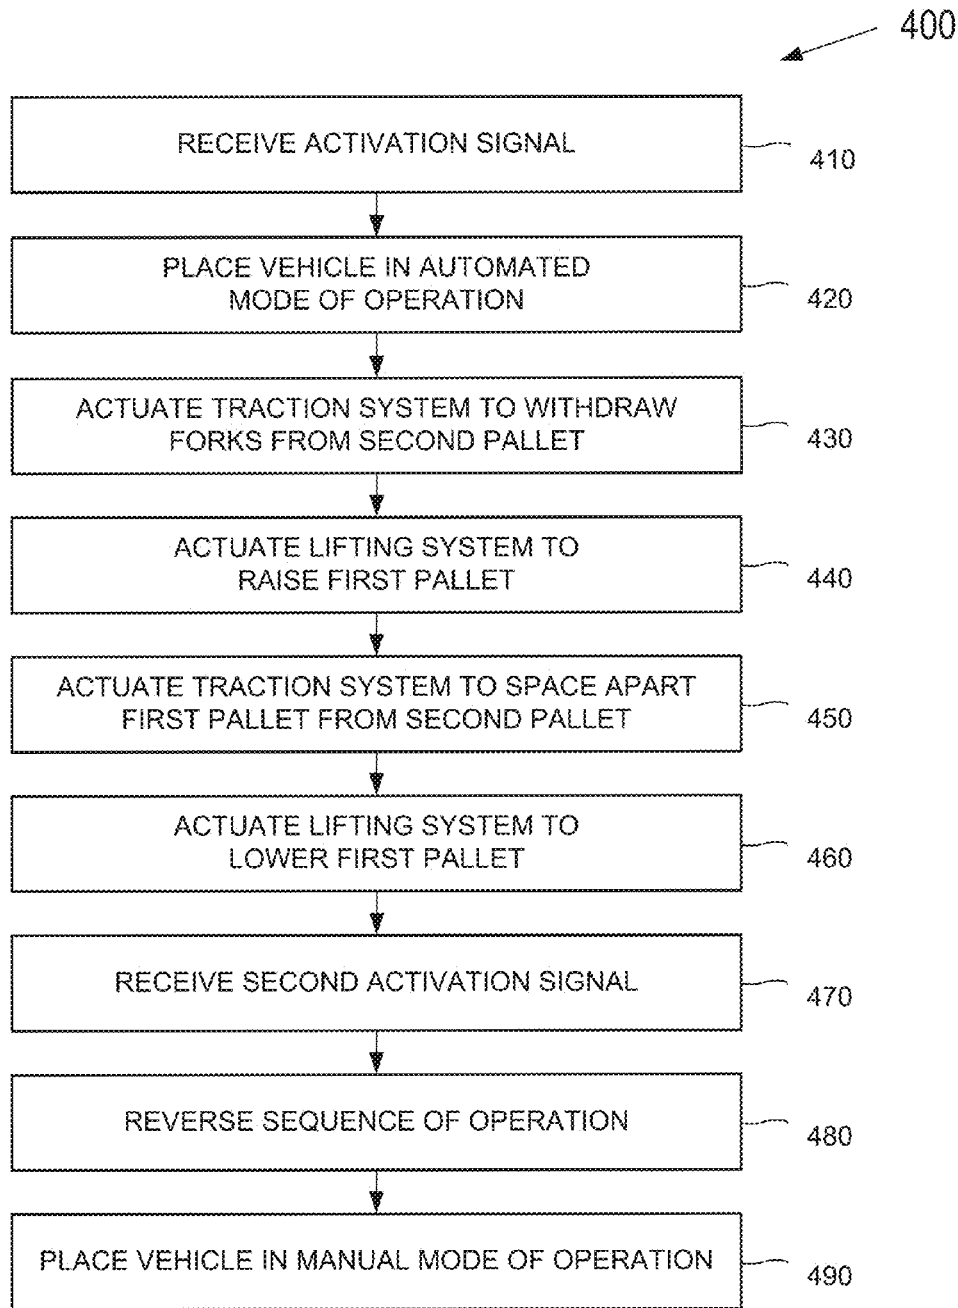 400
RECEIVE ACTIVATION SIGNAL
410
PLACE VEHICLE IN AUTOMATED
MODE OF OPERATION
420
ACTUATE TRACTION SYSTEM TO WITHDRAW
FORKS FROM SECOND PALLET
430
ACTUATE LIFTING SYSTEM TO
RAISE FIRST PALLET
440
ACTUATE TRACTION SYSTEM TO SPACE APART
FIRST PALLET FROM SECOND PALLET
450
ACTUATE LIFTING SYSTEM TO
LOWER FIRST PALLET
460
RECEIVE SECOND ACTIVATION SIGNAL
470
REVERSE SEQUENCE OF OPERATION
480
PLACE VEHICLE IN MANUAL MODE OF OPERATION
490